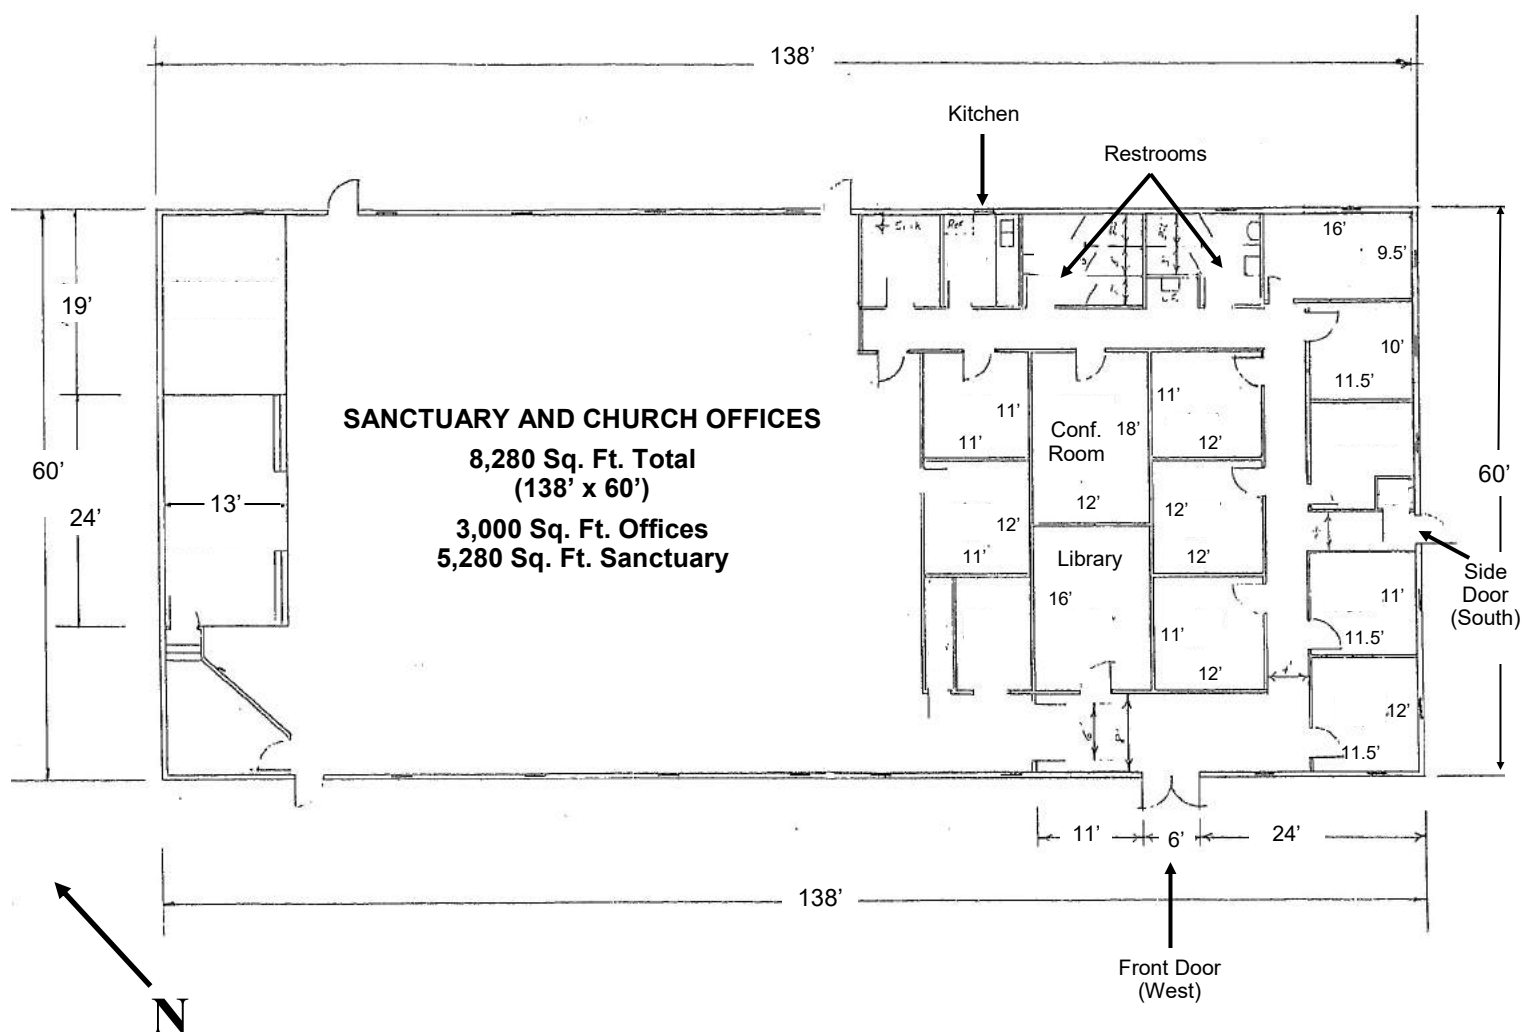 138’
Kitchen
Restrooms
16’
9.5’
Sink
Ref
19’
10’
11.5’
60’
13’
24’
SANCTUARY AND CHURCH OFFICES
8,280 Sq. Ft. Total
(138’ x 60’)
3,000 Sq. Ft. Offices
5,280 Sq. Ft. Sanctuary
11’
11’
Conf.
Room
18’
12’
11’
12’
12’
11’
12’
12’
60’
Library
16’
11’
12’
Side
Door
(South)
11’
11.5’
4'
12’
11.5’
11’
6’
24’
138’
Front Door
(West)
N